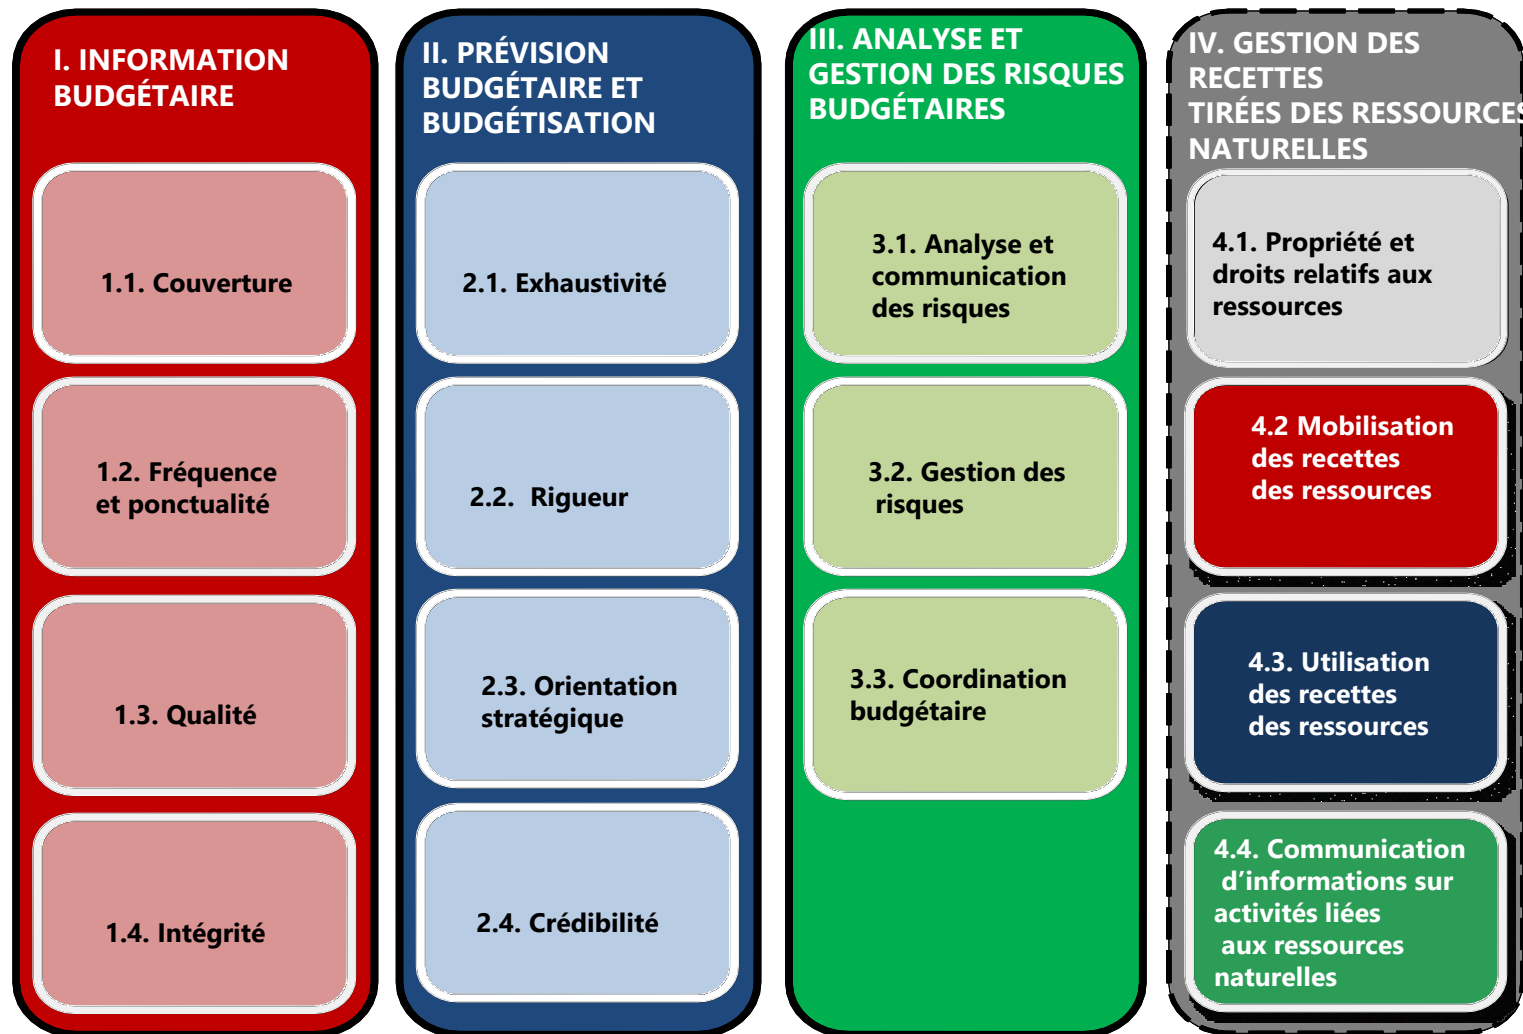 I. INFORMATION
BUDGÉTAIRE
1.1. Couverture
1.2. Fréquence
et ponctualité
1.3. Qualité
1.4. Intégrité
II. PRÉVISION
BUDGÉTAIRE ET
BUDGÉTISATION
2.1. Exhaustivité
2.2. Rigueur
2.3. Orientation
stratégique
2.4. Crédibilité
III. ANALYSE ET
GESTION DES RISQUES
BUDGÉTAIRES
3.1. Analyse et
communication
des risques
3.2. Gestion des
risques
3.3. Coordination
budgétaire
IV. GESTION DES
RECETTES
TIRÉES DES RESSOURCES
NATURELLES
4.1. Propriété et
droits relatifs aux
ressources
4.2 Mobilisation
des recettes
des ressources
4.3. Utilisation
des recettes
des ressources
4.4. Communication
d’informations sur
activités liées
aux ressources
naturelles